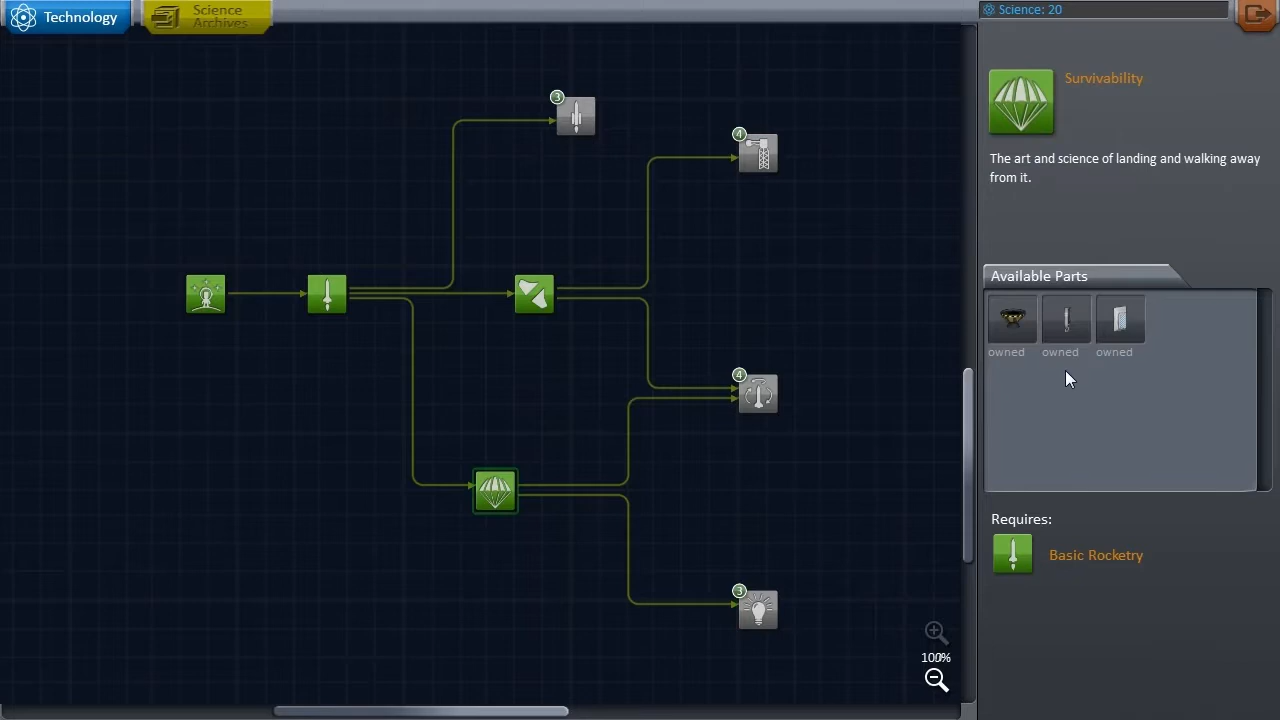 Technology
Science
Archives
Science: 20
Survivability
The art and science of landing and walking away
from it.
Available Parts
owned owned owned
Requires:
Basic Rocketry
3
4
4
3
100%